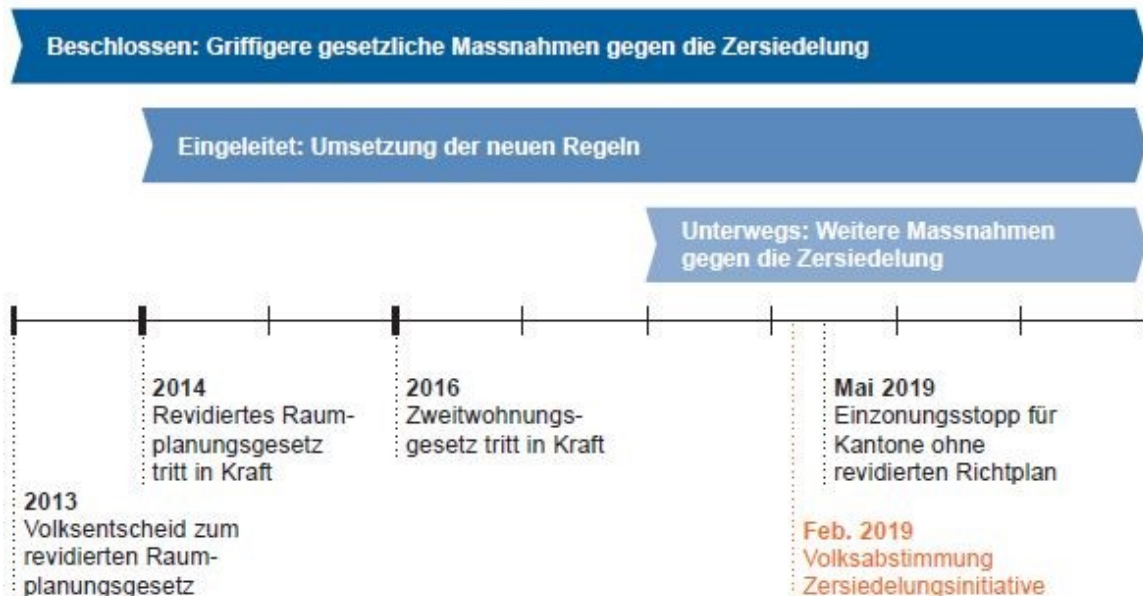 Beschlossen: Griffigere gesetzliche Massnahmen gegen die Zersiedelung
Eingeleitet: Umsetzung der neuen Regeln
Unterwegs: Weitere Massnahmen
gegen die Zersiedelung
2013
Volksentscheid zum
revidierten Raum-
planungsgesetz
2014
Revidiertes Raum-
planungsgesetz
tritt in Kraft
2016
Zweitwohnungs-
gesetz tritt in Kraft
Feb. 2019
Volksabstimmung
Zersiedelungsinitiative
Mai 2019
Einzonungsstopp für
Kantone ohne
revidierten Richtplan